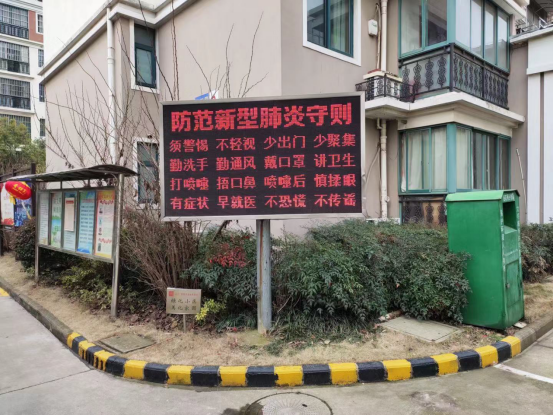 防范新型肺炎守则
须警惕 不轻视 少出门 少聚集
勤洗手 勤通风 戴口罩 讲卫生
打喷嚏 捂口鼻 喷嚏后 慎揉眼
有症状 早就医 不恐慌 不传谣